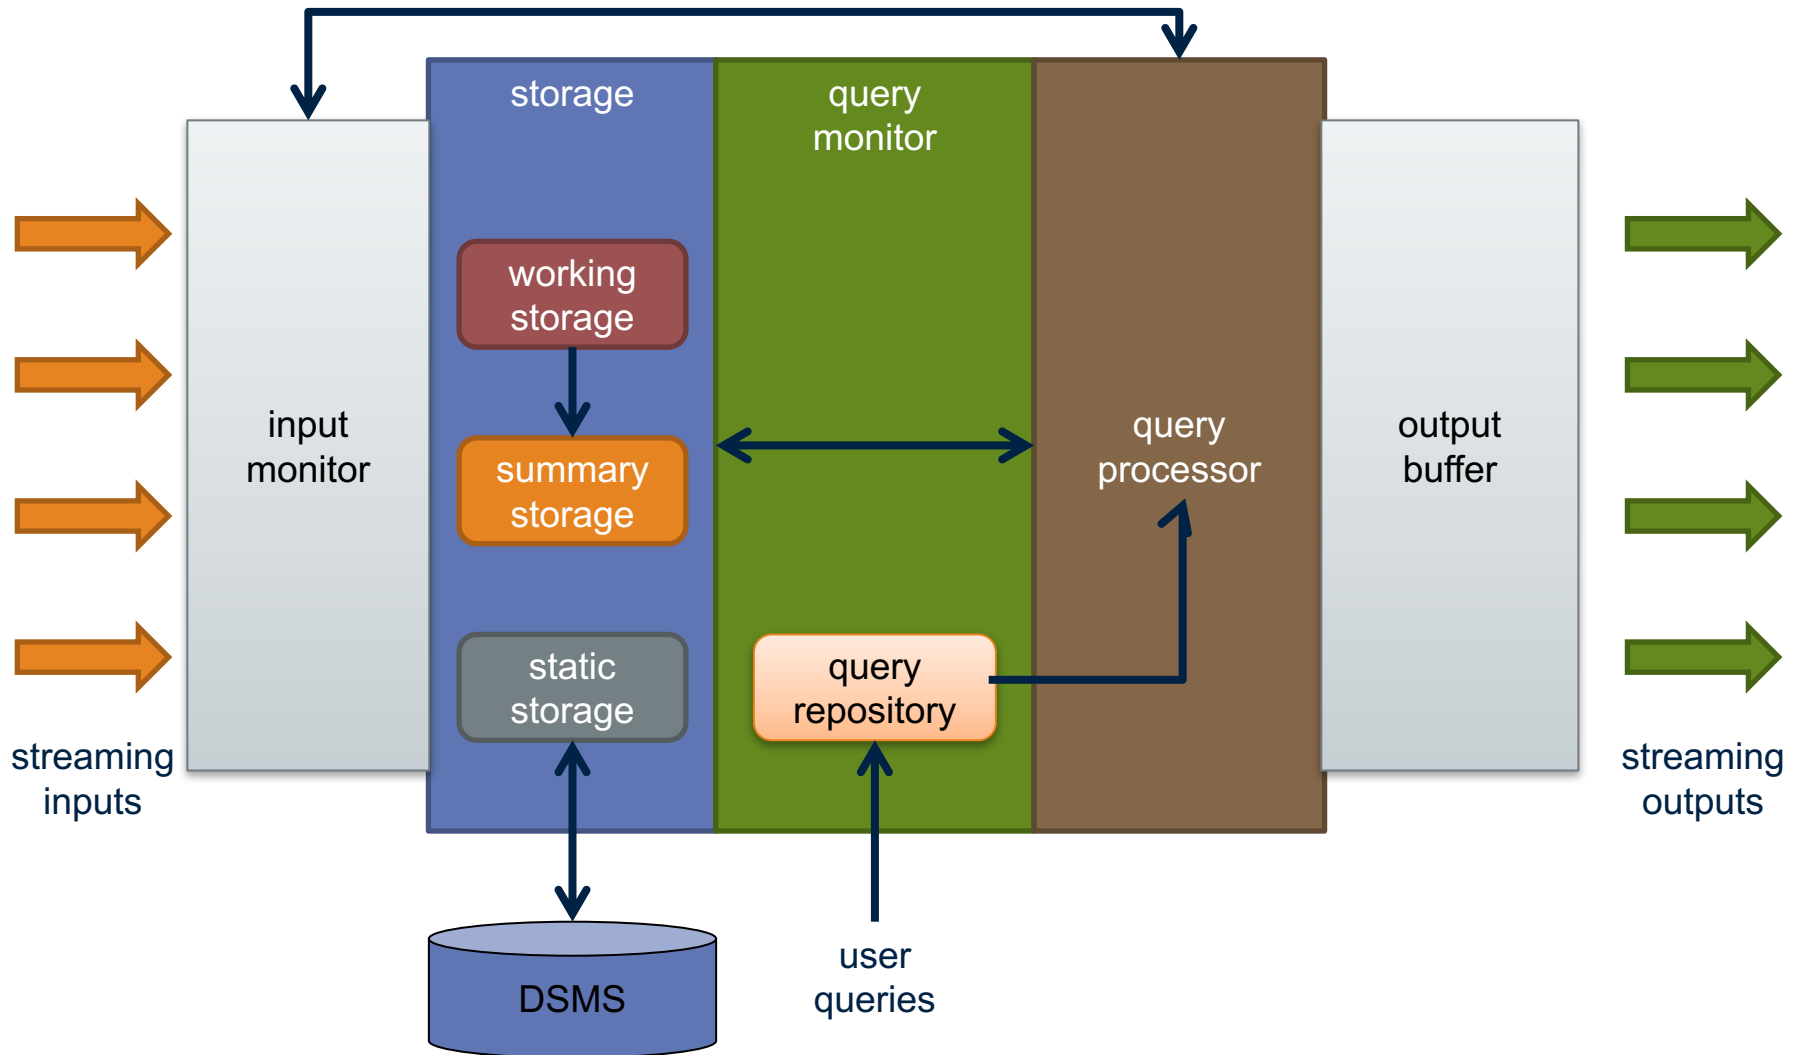 storage
query
monitor
working
storage
input
monitor
summary
storage
query
processor
output
buffer
static
storage
query
repository
streaming
inputs
streaming
outputs
DSMS
user
queries